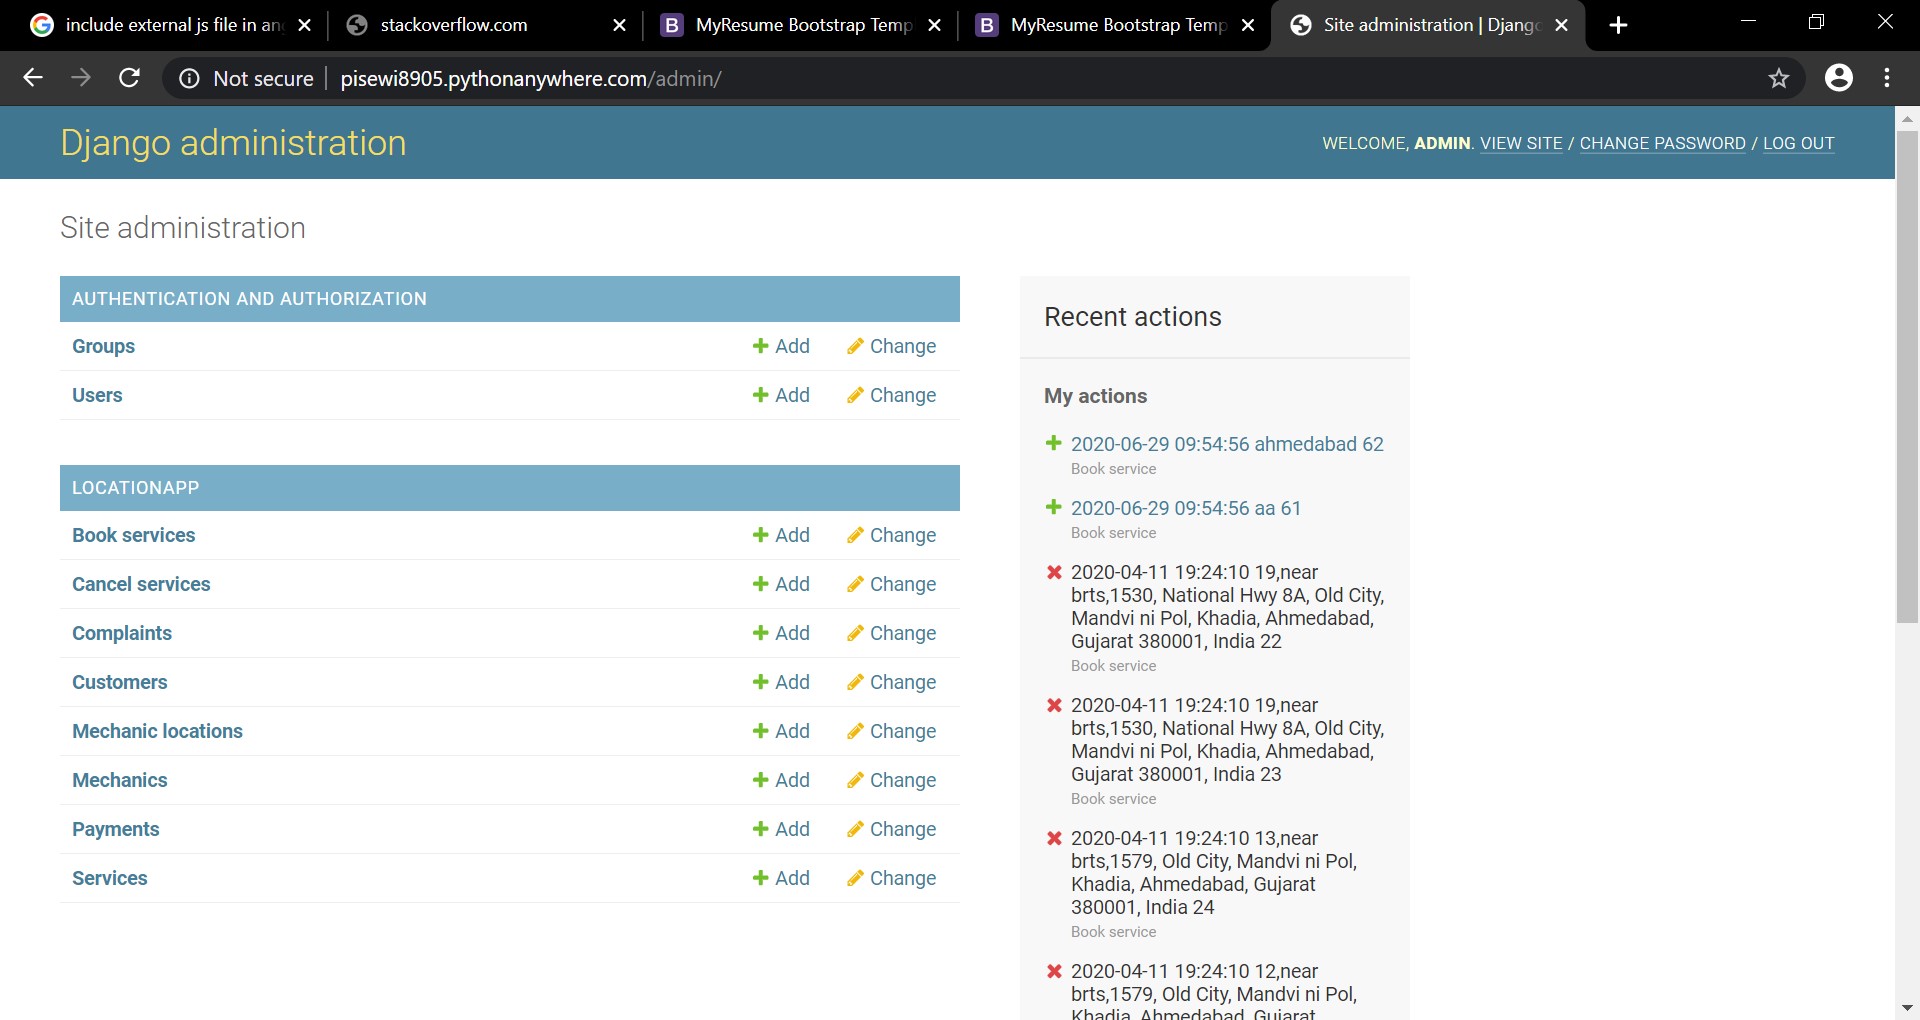 include external js file in an
stackoverflow.com
MyResume Bootstrap Temp
MyResume Bootstrap Temp
Site administration | Django
Not secure
pisewi8905.pythonanywhere.com/admin/
Django administration
WELCOME, ADMIN. VIEW SITE / CHANGE PASSWORD / LOG OUT
Site administration
AUTHENTICATION AND AUTHORIZATION
Groups Add Change
Users Add Change
LOCATIONAPP
Book services Add Change
Cancel services Add Change
Complaints Add Change
Customers Add Change
Mechanic locations Add Change
Mechanics Add Change
Payments Add Change
Services Add Change
Recent actions
My actions
2020-06-29 09:54:56 ahmedabad 62
Book service
2020-06-29 09:54:56 aa 61
Book service
2020-04-11 19:24:10 19,near
brts,1530, National Hwy 8A, Old City,
Mandvi ni Pol, Khadia, Ahmedabad,
Gujarat 380001, India 22
Book service
2020-04-11 19:24:10 19,near
brts,1530, National Hwy 8A, Old City,
Mandvi ni Pol, Khadia, Ahmedabad,
Gujarat 380001, India 23
Book service
2020-04-11 19:24:10 13,near
brts,1579, Old City, Mandvi ni Pol,
Khadia, Ahmedabad, Gujarat
380001, India 24
Book service
2020-04-11 19:24:10 12,near
brts,1579, Old City, Mandvi ni Pol,
Khadia, Ahmedabad, Gujarat